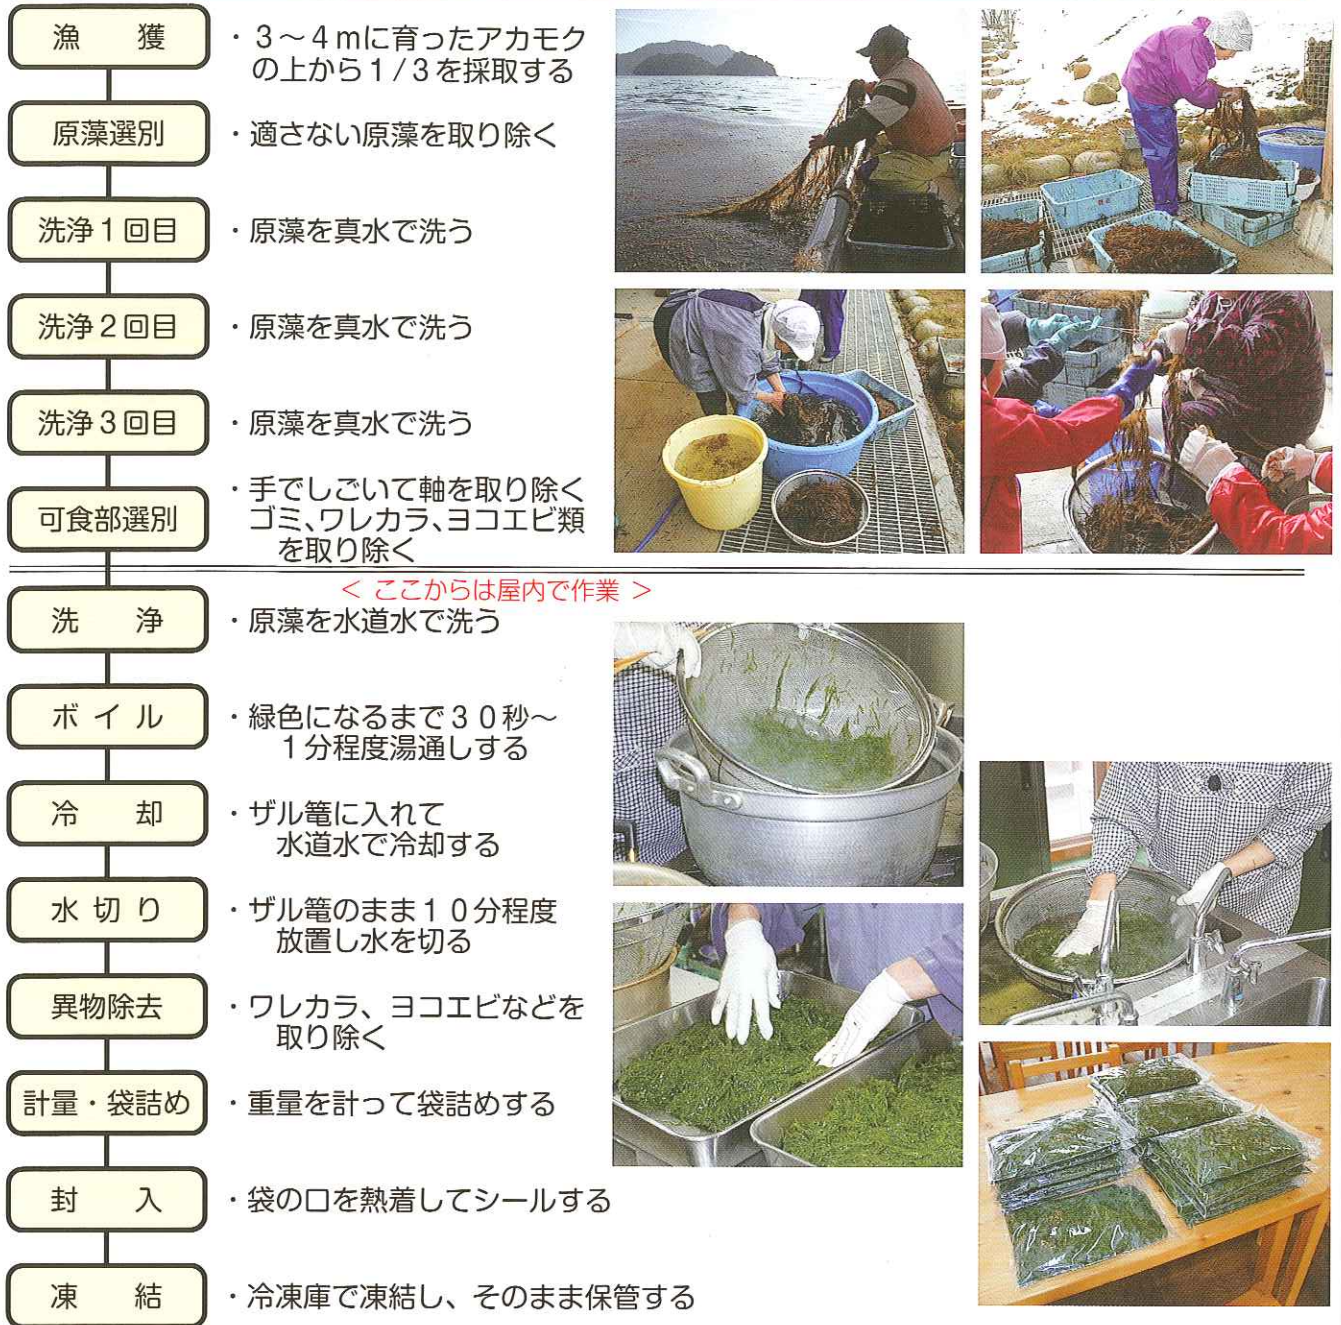 漁　獲
・３～４ｍに育ったアカモク
の上から１/３を採取する
原藻選別
・適さない原藻を取り除く
洗浄１回目
・原藻を真水で洗う
洗浄２回目
・原藻を真水で洗う
洗浄３回目
・原藻を真水で洗う
可食部選別
・手でしごいて軸を取り除く
ゴミ、ワレカラ、ヨコエビ類
を取り除く
＜ ここからは屋内で作業 ＞
洗　浄
・原藻を水道水で洗う
ボイル
・緑色になるまで３０秒～
１分程度湯通しする
冷　却
・ザル篭に入れて
水道水で冷却する
水切り
・ザル篭のまま１０分程度
放置し水を切る
異物除去
・ワレカラ、ヨコエビなどを
取り除く
計量・袋詰め
・重量を計って袋詰めする
封　入
・袋の口を熱着してシールする
凍　結
・冷凍庫で凍結し、そのまま保管する